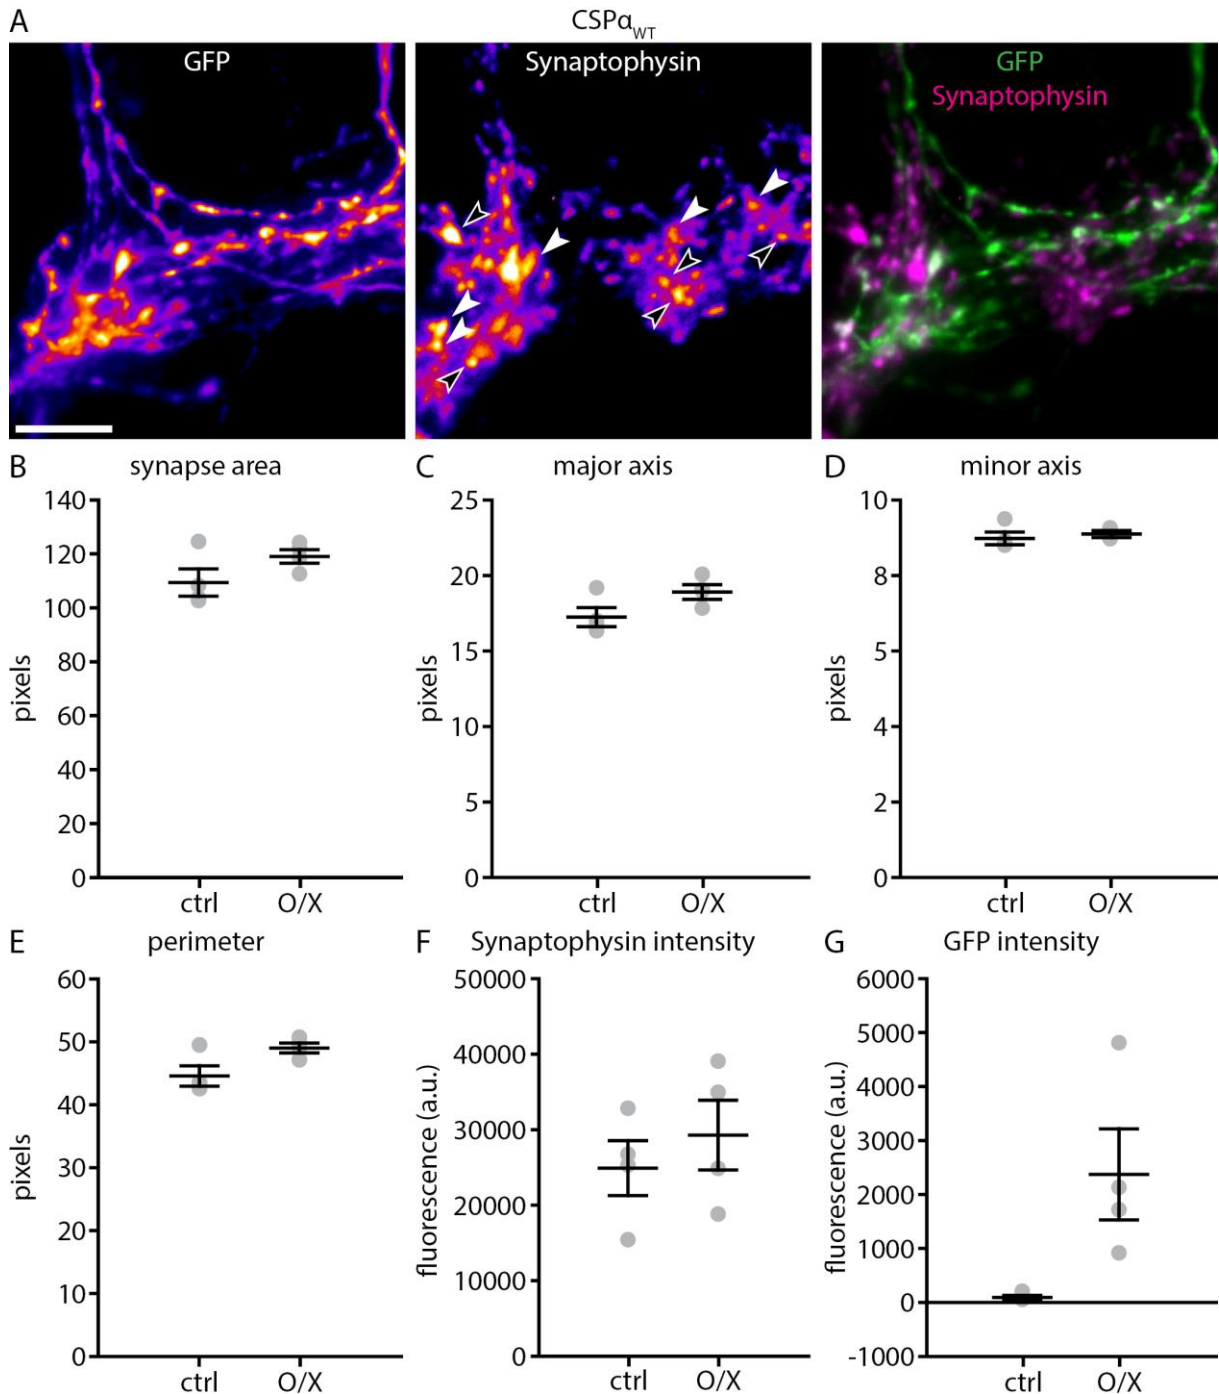 A
CSPα_WT
GFP
Synaptophysin
GFP
Synaptophysin
B synapse area
140
120
100
80
60
40
20
0
pixels
ctrl O/X
C major axis
25
20
15
10
5
0
pixels
ctrl O/X
D minor axis
10
8
5
4
2
0
pixels
ctrl O/X
E perimeter
60
50
40
30
20
10
0
pixels
ctrl O/X
F Synaptophysin intensity
50000
40000
30000
20000
10000
0
fluorescence (a.u.)
ctrl O/X
G GFP intensity
6000
5000
4000
3000
2000
1000
0
-1000
fluorescence (a.u.)
ctrl O/X